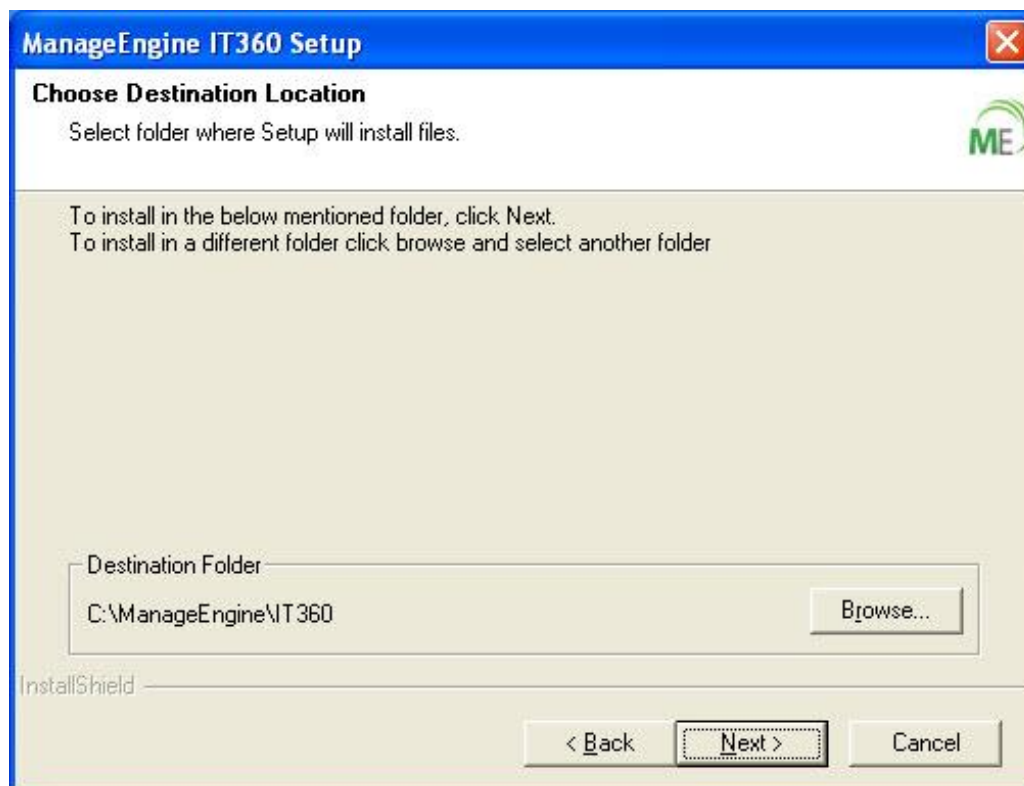 ManageEngine IT360 Setup
Choose Destination Location
Select folder where Setup will install files.
ME
To install in the below mentioned folder, click Next.
To install in a different folder click browse and select another folder
Destination Folder
C:\ManageEngine\IT360
Browse...
InstallShield
< Back
Next >
Cancel